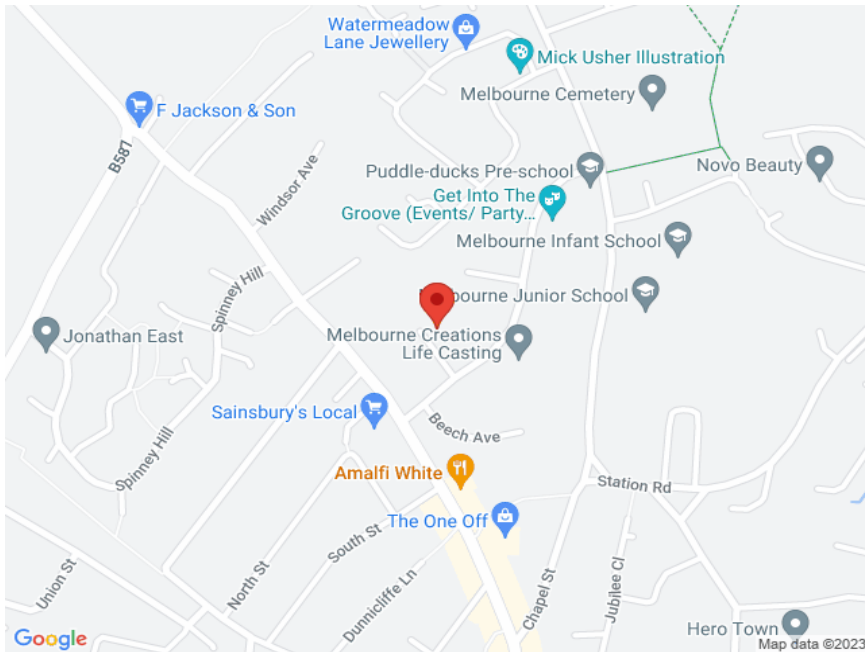 Watermeadow
Lane Jewellery
Mick Usher Illustration
Melbourne Cemetery
F Jackson & Son
B587
Windsor Ave
Puddle-ducks Pre-school
Novo Beauty
Get Into The
Groove (Events/ Party...
Melbourne Infant School
Spinney Hill
bourne Junior School
Jonathan East
Melbourne Creations
Life Casting
Sainsbury's Local
Beech Ave
Spinney Hill
Amalfi White
Station Rd
The One Off
South St
Union St
North St
Dunnicliffe Ln
Chapel St
Jubilee Cl
Hero Town
Google
Map data ©2023